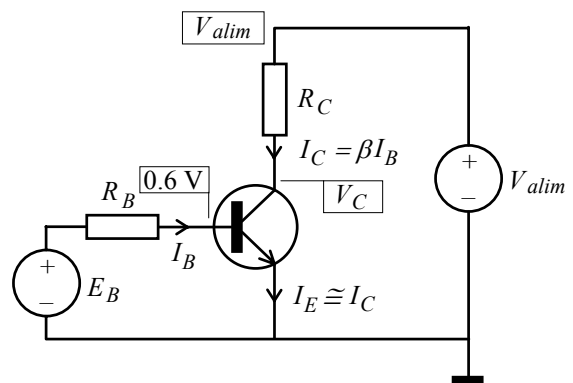 V_alim
R_C
I_C = βI_B
0.6 V
R_B
V_C
+
−
V_alim
I_B
+
−
E_B
I_E ≅ I_C